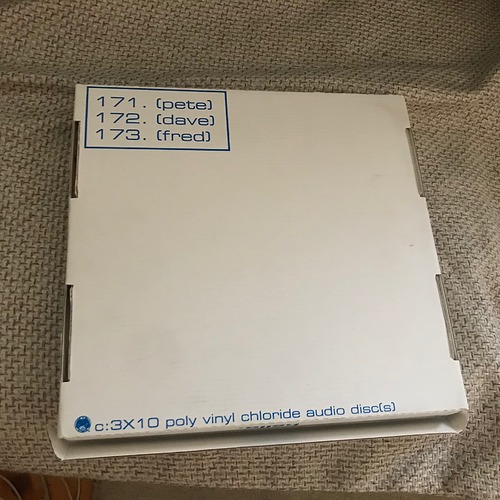 171. (pete)
172. (dave)
173. (fred)
c:3X10 poly vinyl chloride audio disc(s)